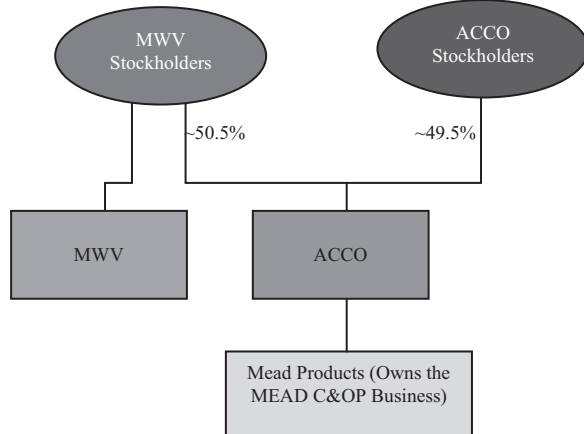 MWV
Stockholders
ACCO
Stockholders
~50.5%
~49.5%
MWV
ACCO
Mead Products (Owns the
MEAD C&OP Business)